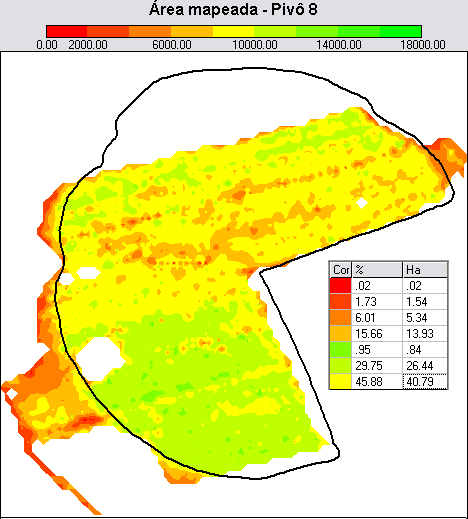 Área mapeada - Pivô 8
0.00 2000.00 6000.00 10000.00 14000.00 18000.00
Cor % Ha
.02 .02
1.73 1.54
6.01 5.34
15.66 13.93
.95 .84
29.75 26.44
45.88 40.79